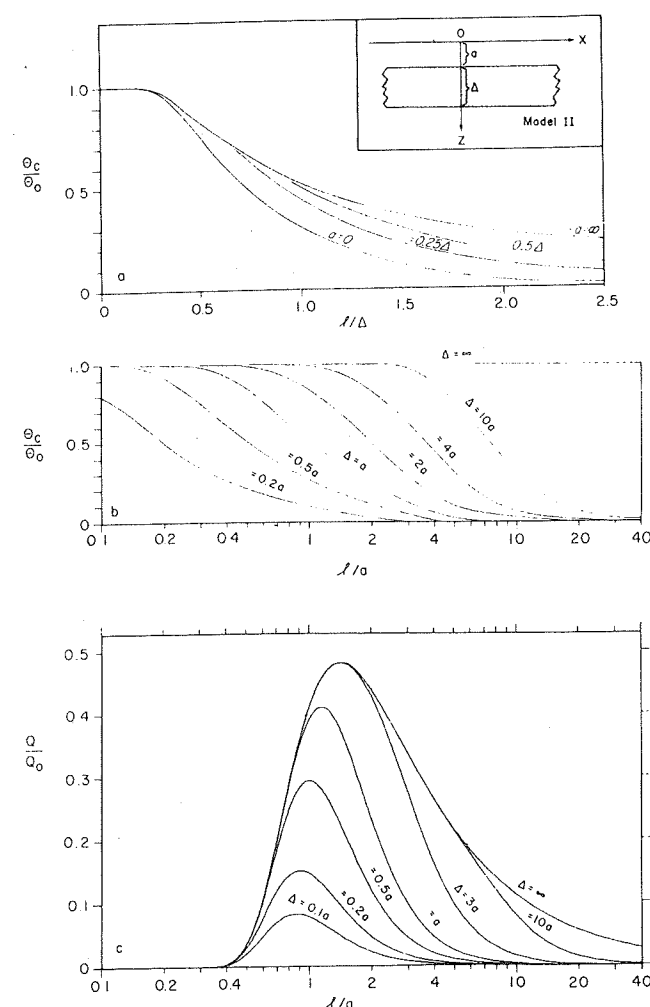 O
X
a
Δ
Model II
Z
1.0
0.5
0
Θc
Θo
a=0
=0.25Δ
0.5Δ
a=∞
a
0
0.5
1.0
1.5
2.0
2.5
ℓ/Δ
Δ=∞
1.0
0.5
0
Θc
Θo
=0.2a
=0.5a
Δ=a
=2a
=4a
Δ=10a
b
0 1
0.2
0 4
1
2
4
10
20
40
ℓ/a
0.5
0 4
0.3
0.2
0.1
0
Q
Qo
Δ=0.1a
=0.2a
=0.5a
=a
Δ=3a
=10a
Δ=∞
c
0 1
0.2
0.4
1
2
4
10
20
40
ℓ/a